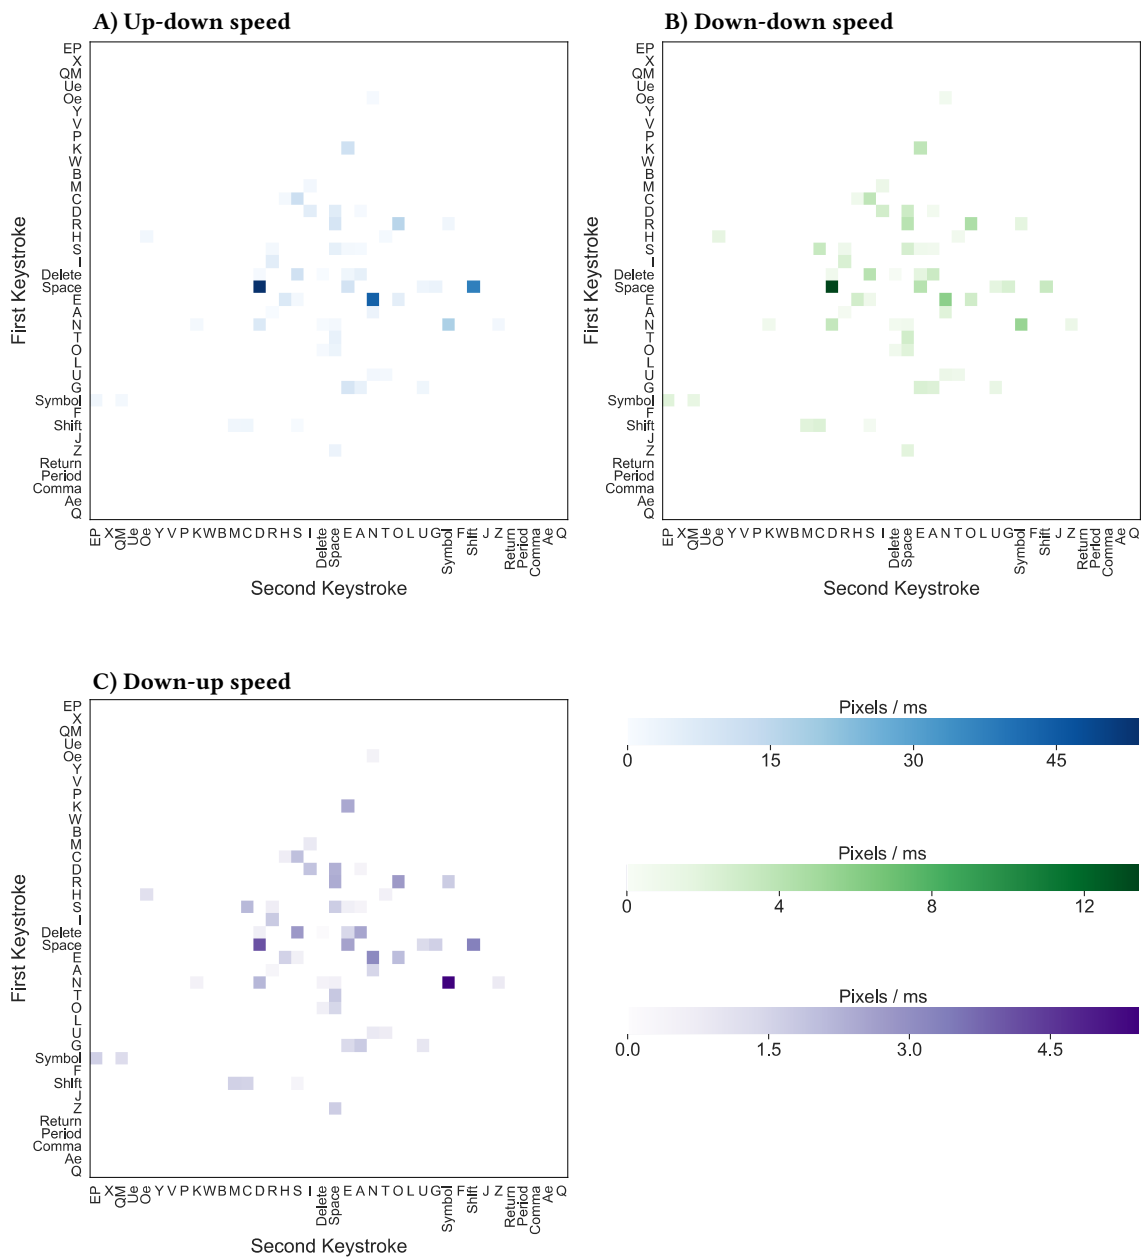 A) Up-down speed
EP
X
QM
Ue
Oe
Y
V
P
K
W
B
M
C
D
R
H
S
I
Delete
Space
E
A
N
T
O
L
U
G
Symbol
F
Shift
J
Z
Return
Period
Comma
Ae
Q
First Keystroke
EP X QM Ue Oe Y V P K W B M C D R H S I Delete Space E A N T O L U G Symbol F Shift J Z Return Period Comma Ae Q
Second Keystroke
B) Down-down speed
EP
X
QM
Ue
Oe
Y
V
P
K
W
B
M
C
D
R
H
S
I
Delete
Space
E
A
N
T
O
L
U
G
Symbol
F
Shift
J
Z
Return
Period
Comma
Ae
Q
First Keystroke
EP X QM Ue Oe Y V P K W B M C D R H S I Delete Space E A N T O L U G Symbol F Shift J Z Return Period Comma Ae Q
Second Keystroke
C) Down-up speed
EP
X
QM
Ue
Oe
Y
V
P
K
W
B
M
C
D
R
H
S
I
Delete
Space
E
A
N
T
O
L
U
G
Symbol
F
Shift
J
Z
Return
Period
Comma
Ae
Q
First Keystroke
EP X QM Ue Oe Y V P K W B M C D R H S I Delete Space E A N T O L U G Symbol F Shift J Z Return Period Comma Ae Q
Second Keystroke
Pixels / ms
0 15 30 45
Pixels / ms
0 4 8 12
Pixels / ms
0.0 1.5 3.0 4.5